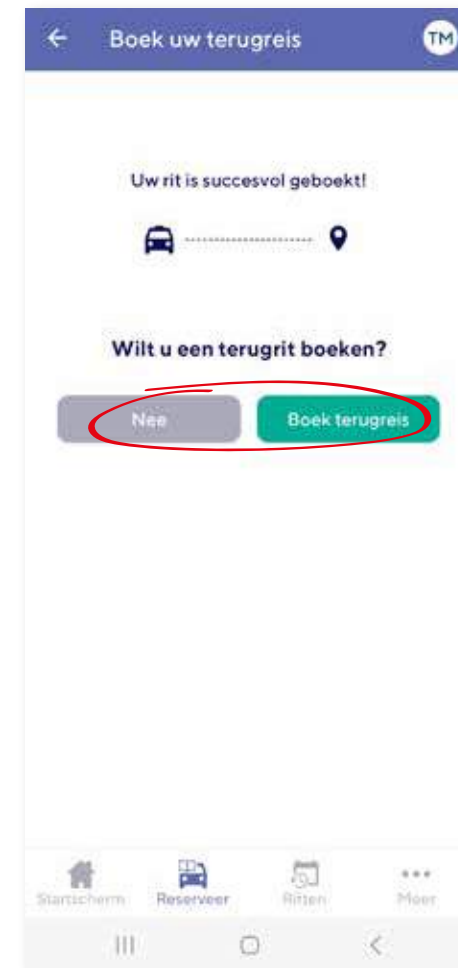 Boek uw terugreis
TM
Uw rit is succesvol geboekt!
Wilt u een terugrit boeken?
Nee
Boek terugreis
Startscherm
Reserveer
Ritten
Meer